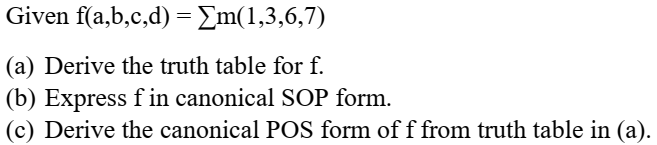 Given f(a,b,c,d) = ∑m(1,3,6,7)
(a) Derive the truth table for f.
(b) Express f in canonical SOP form.
(c) Derive the canonical POS form of f from truth table in (a).